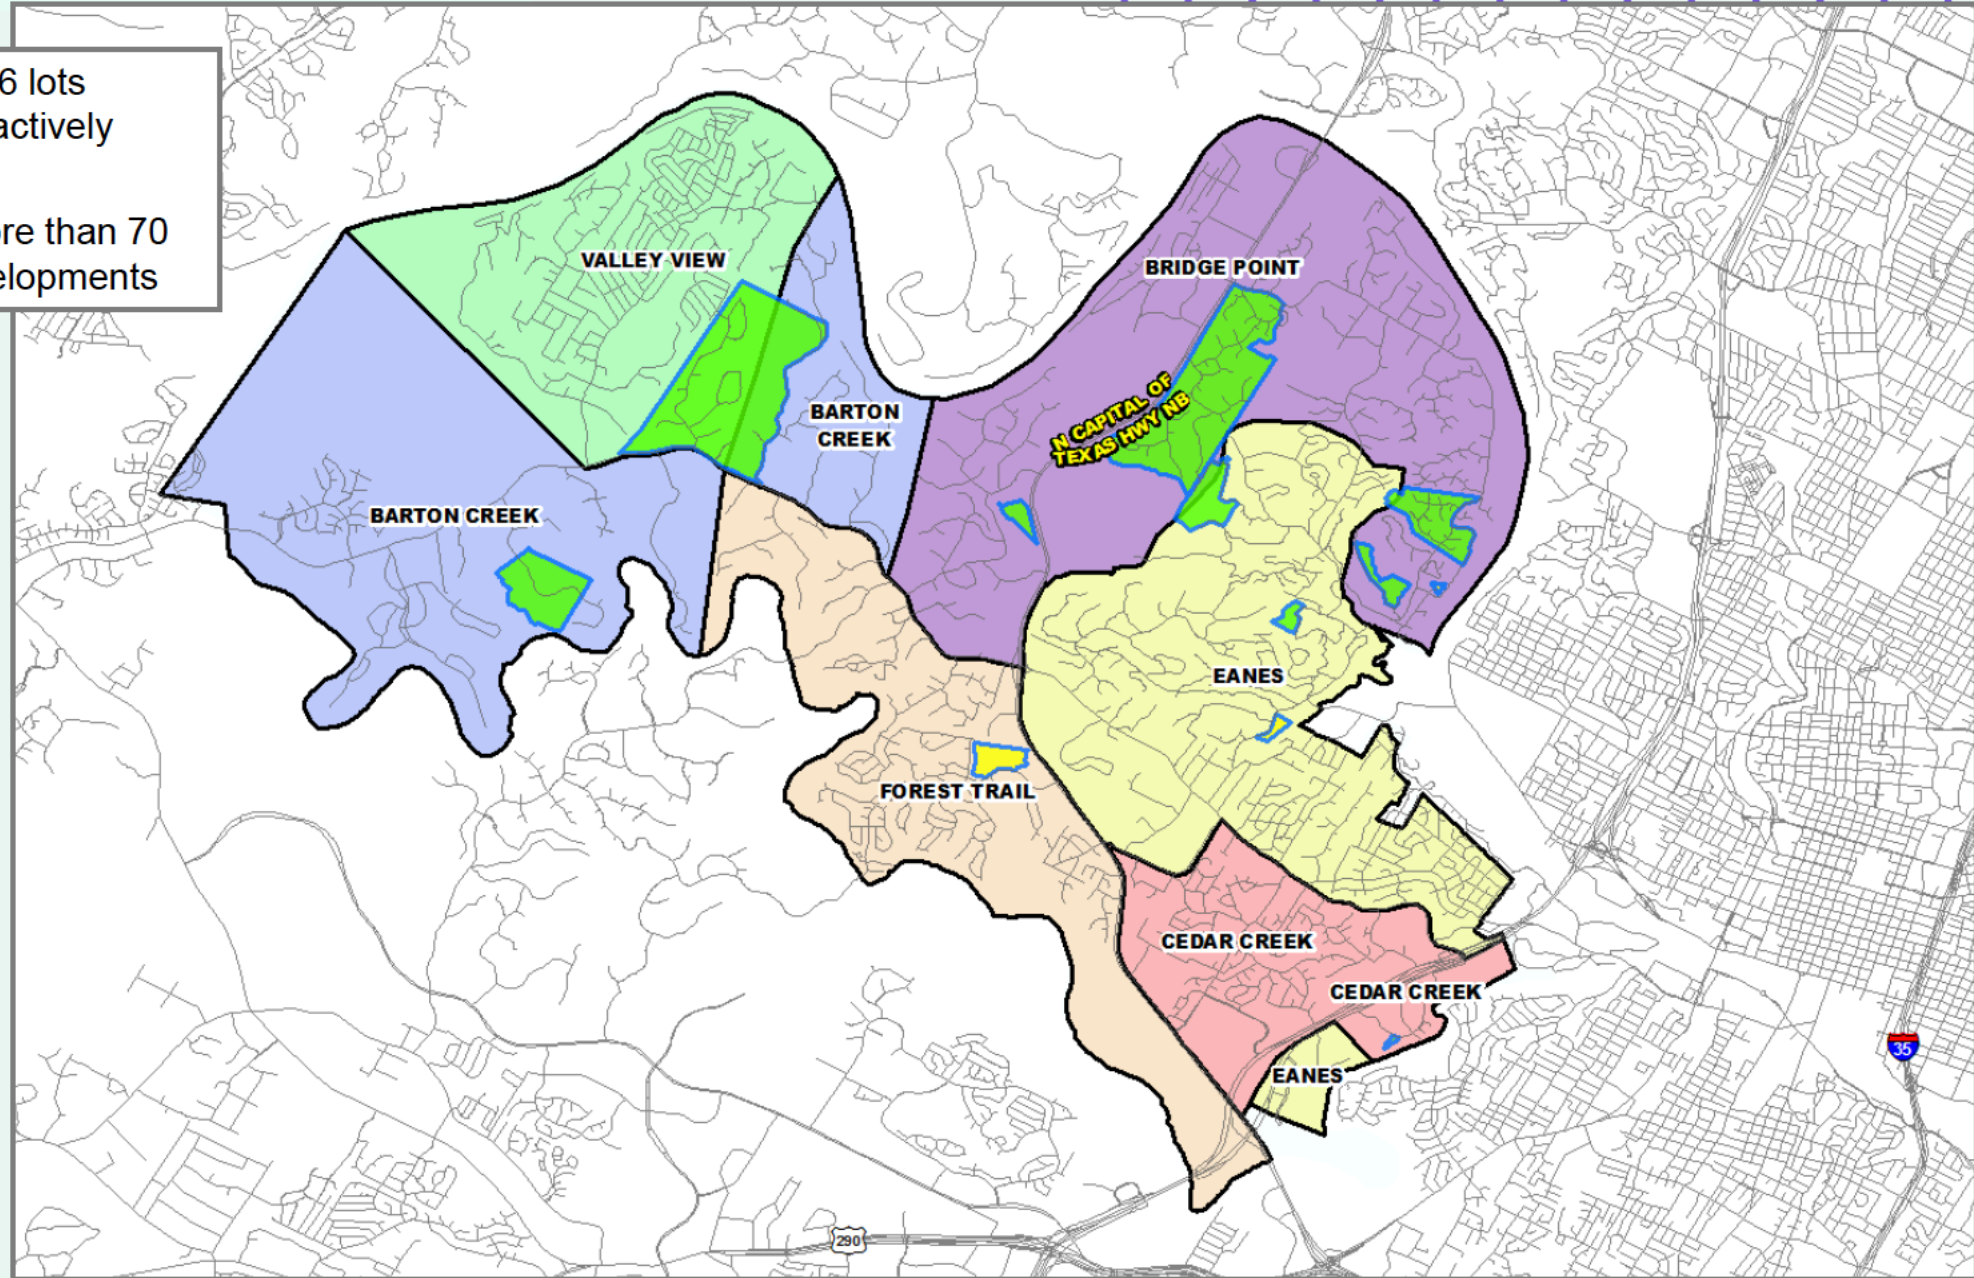 6 lots
actively
ore than 70
elopments
VALLEY VIEW
BRIDGE POINT
BARTON
CREEK
N CAPITAL OF
TEXAS HWY NB
BARTON CREEK
EANES
FOREST TRAIL
CEDAR CREEK
CEDAR CREEK
EANES
35
290